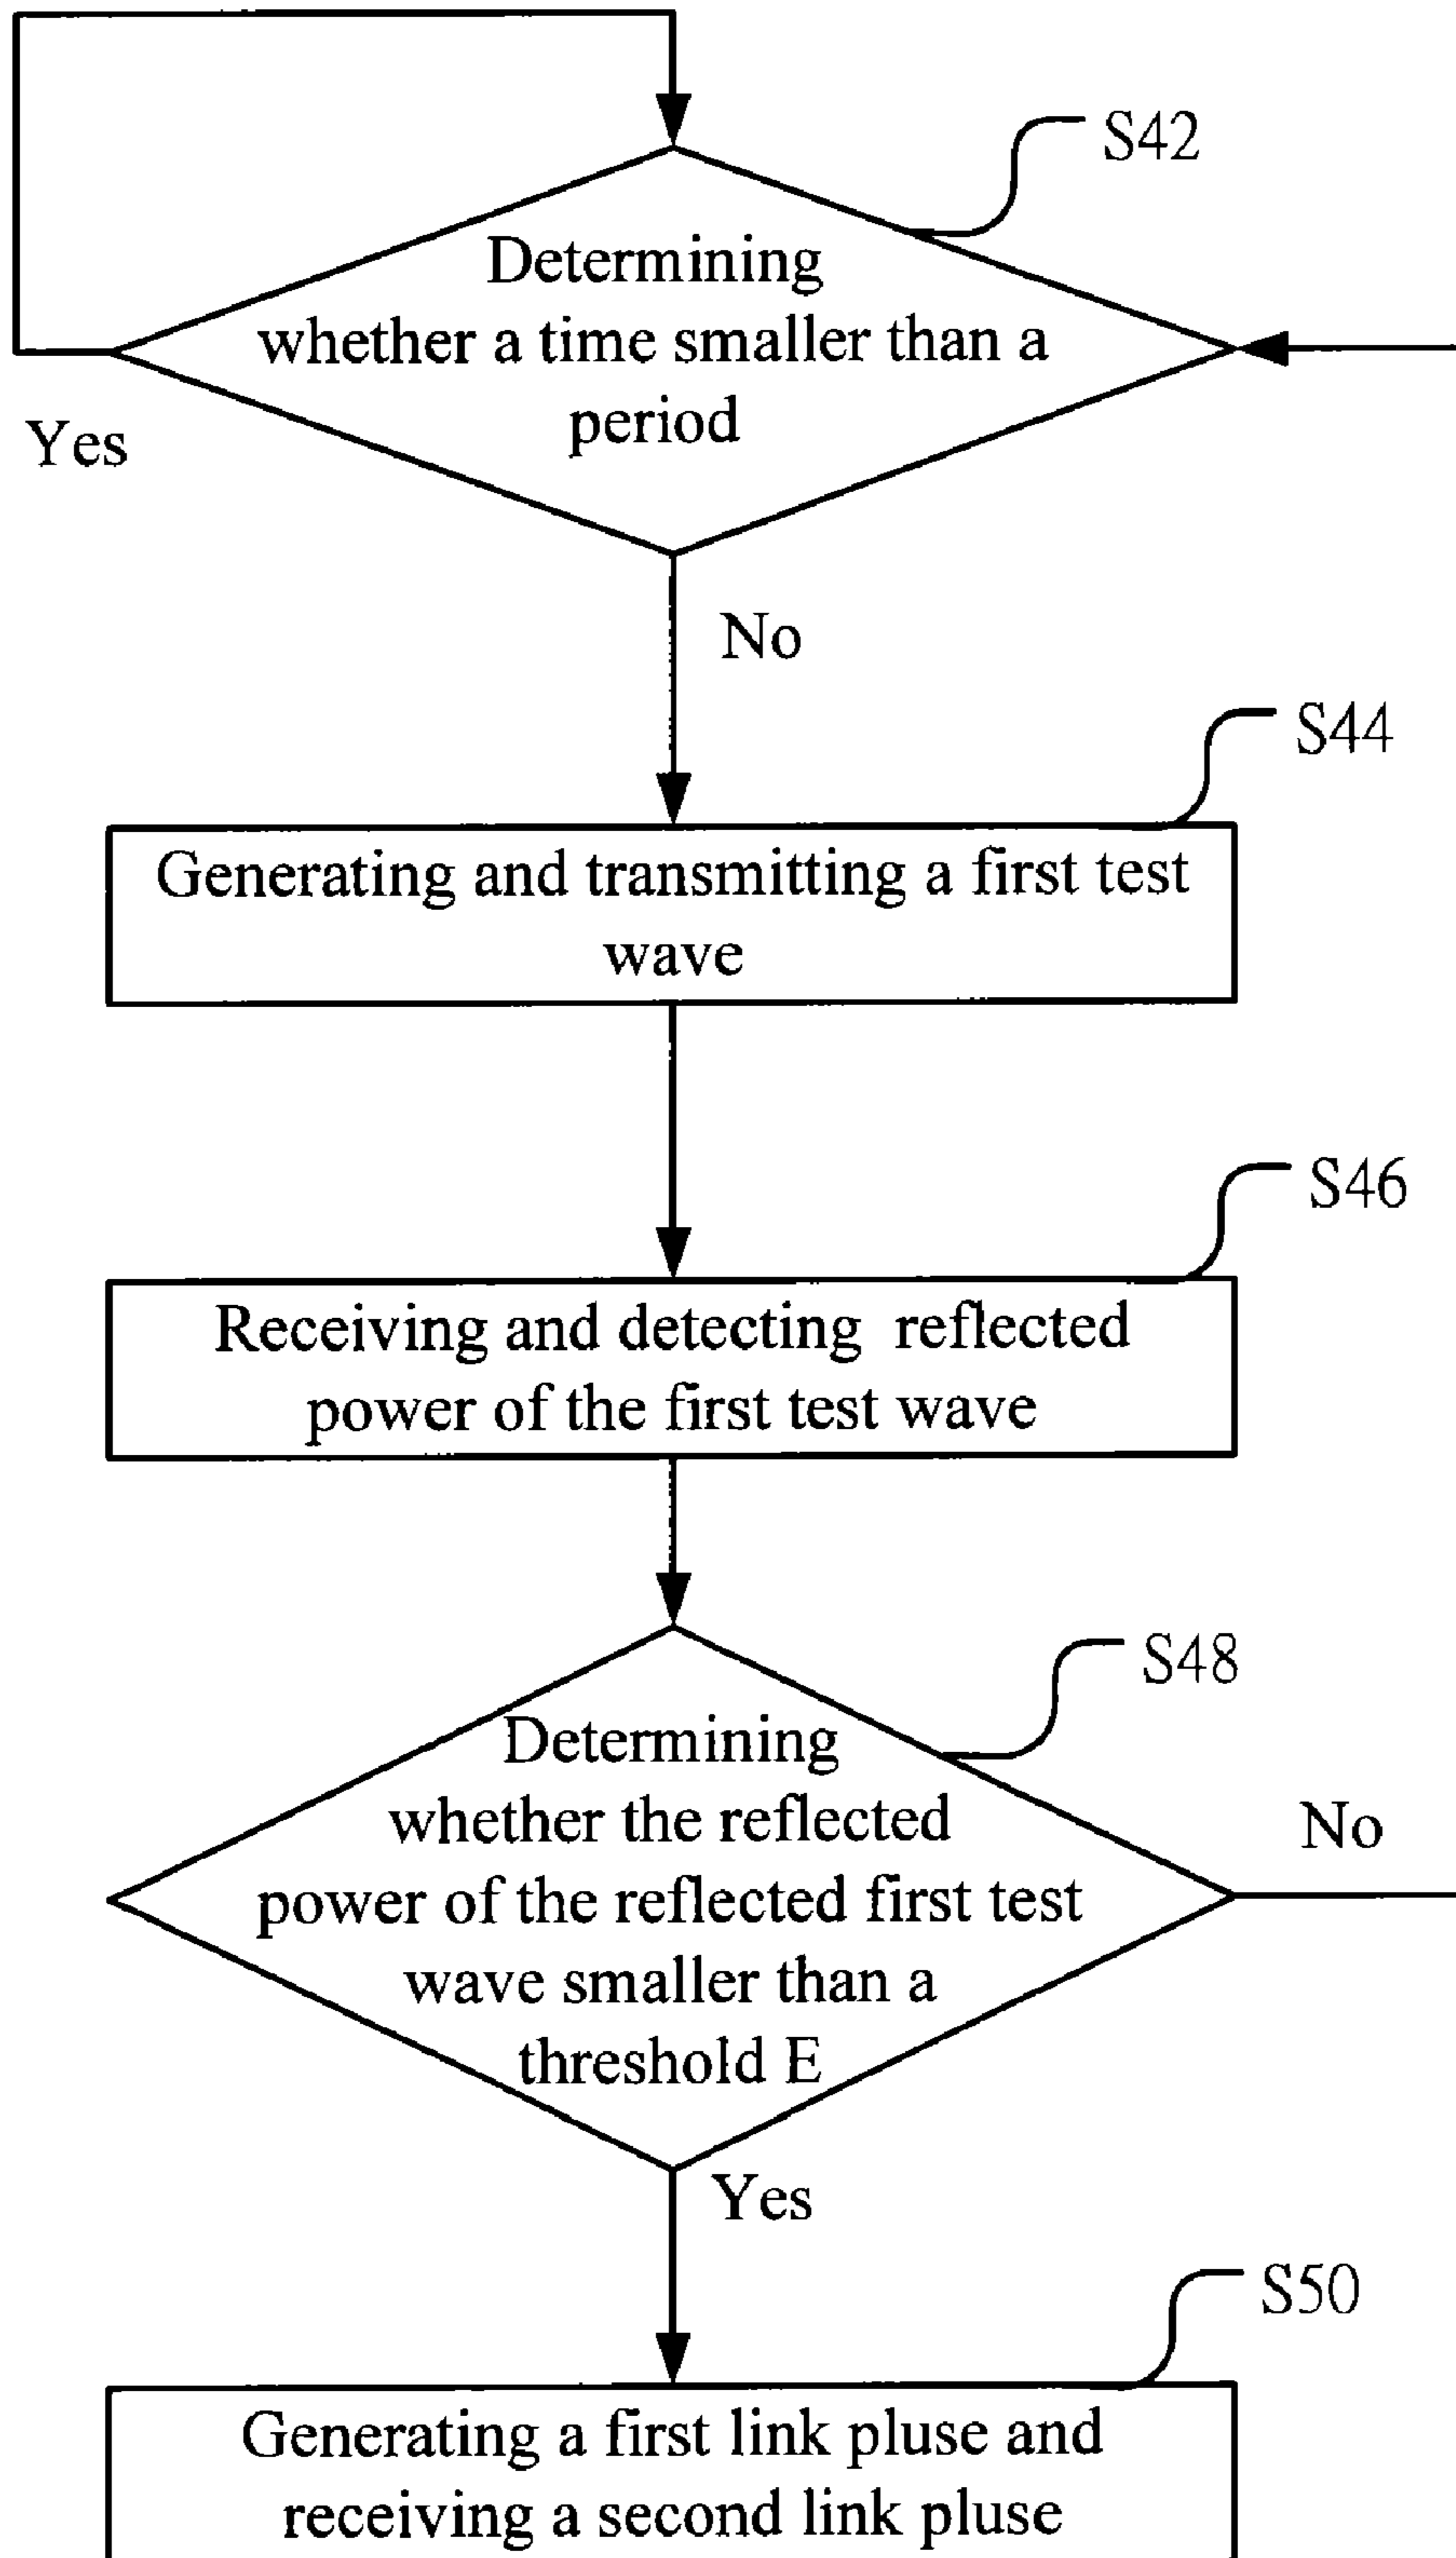 S42
Determining
whether a time smaller than a
period
Yes
No
S44
Generating and transmitting a first test
wave
S46
Receiving and detecting reflected
power of the first test wave
S48
Determining
whether the reflected
power of the reflected first test
wave smaller than a
threshold E
No
Yes
S50
Generating a first link pluse and
receiving a second link pluse